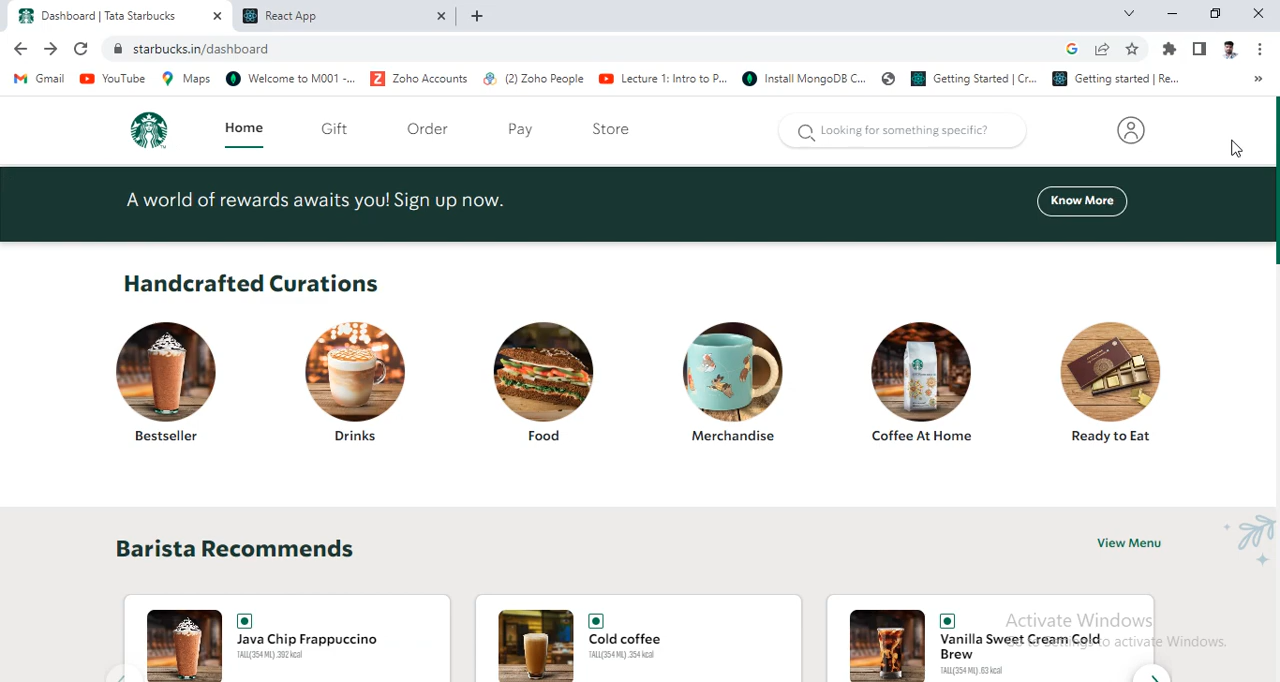 Dashboard | Tata Starbucks
React App
starbucks.in/dashboard
Gmail
YouTube
Maps
Welcome to M001 -...
Zoho Accounts
(2) Zoho People
Lecture 1: Intro to P...
Install MongoDB C...
Getting Started | Cr...
Getting started | Re...
»
Home
Gift
Order
Pay
Store
Looking for something specific?
A world of rewards awaits you! Sign up now.
Know More
Handcrafted Curations
Bestseller
Drinks
Food
Merchandise
Coffee At Home
Ready to Eat
Barista Recommends
View Menu
Java Chip Frappuccino
TALL(354 ML) .392 kcal
Cold coffee
TALL(354 ML) .354 kcal
Vanilla Sweet Cream Cold
Brew
TALL(354 ML) .63 kcal
Activate Windows
Go to Settings to activate Windows.